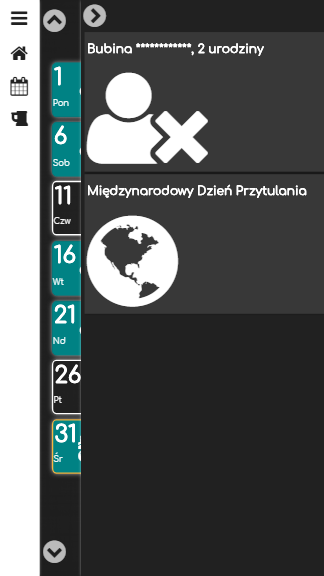 1
Pon
6
Sob
11
Czw
16
Wt
21
Nd
26
Pt
31
Śr
Bubina ************, 2 urodziny
Międzynarodowy Dzień Przytulania